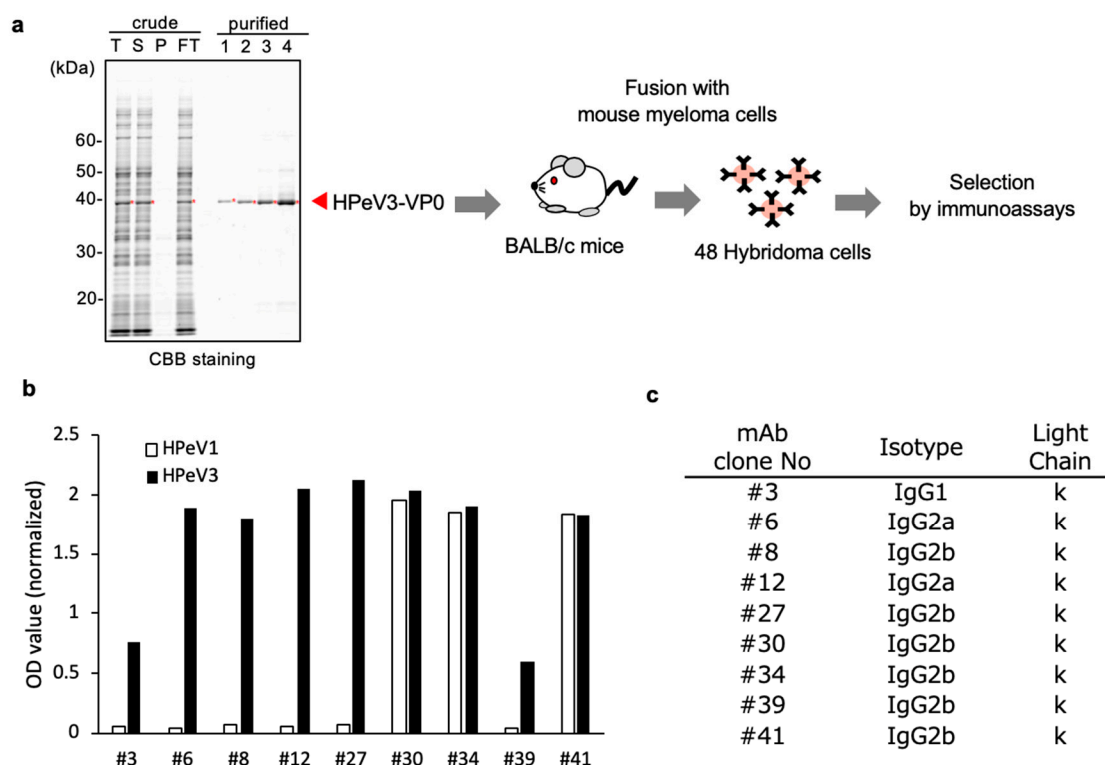 a
crude purified
T S P FT 1 2 3 4
(kDa)
60-
50-
40-
30-
20-
CBB staining
HPeV3-VP0
BALB/c mice
Fusion with
mouse myeloma cells
48 Hybridoma cells
Selection
by immunoassays
b
OD value (normalized)
2.5
2
1.5
1
0.5
0
HPeV1
HPeV3
#3 #6 #8 #12 #27 #30 #34 #39 #41
c
mAb clone No Isotype Light Chain
#3 IgG1 k
#6 IgG2a k
#8 IgG2b k
#12 IgG2a k
#27 IgG2b k
#30 IgG2b k
#34 IgG2b k
#39 IgG2b k
#41 IgG2b k